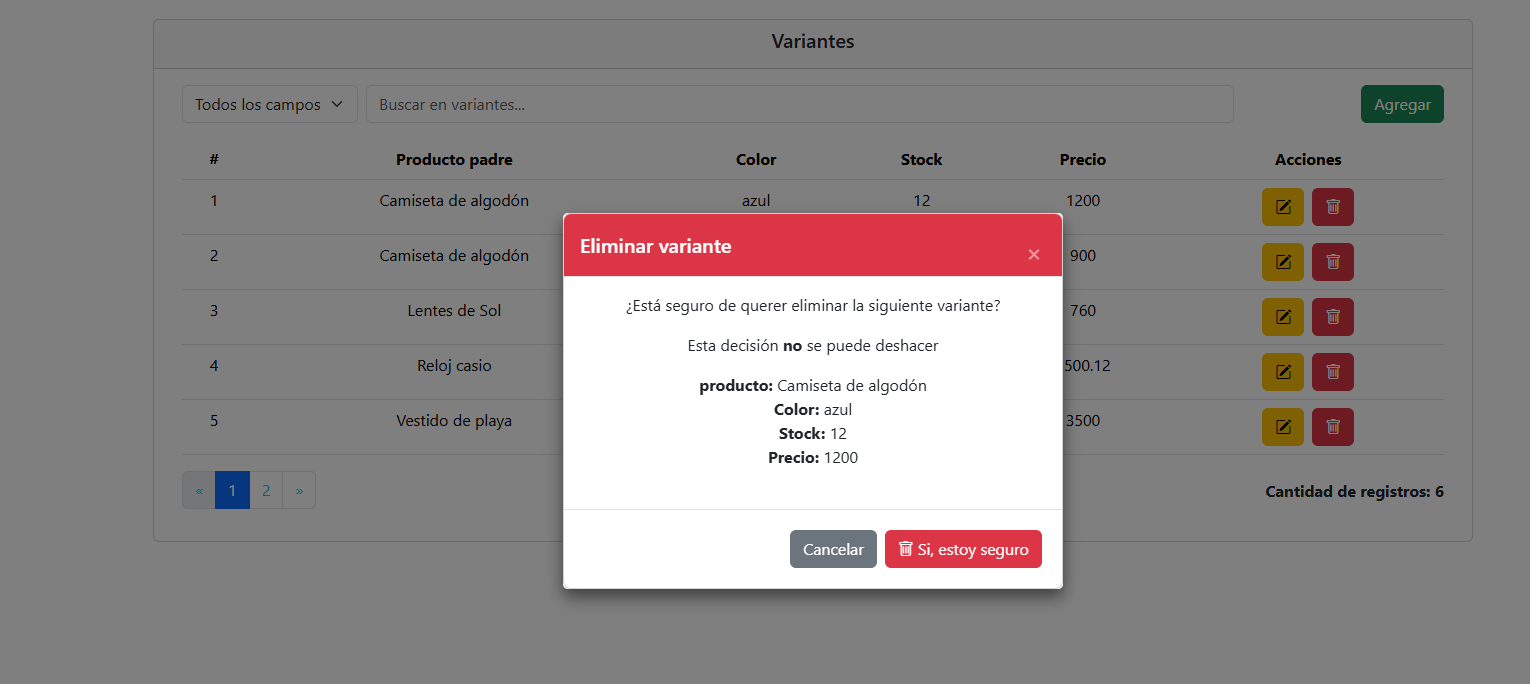 Variantes
Todos los campos Buscar en variantes... Agregar
# Producto padre Color Stock Precio Acciones
1 Camiseta de algodón azul 12 1200
Eliminar variante ×
2 Camiseta de algodón 900
3 Lentes de Sol 760
¿Está seguro de querer eliminar la siguiente variante?
Esta decisión no se puede deshacer
4 Reloj casio 500.12
producto: Camiseta de algodón
Color: azul
5 Vestido de playa 3500
Stock: 12
Precio: 1200
« 1 2 » Cantidad de registros: 6
Cancelar Si, estoy seguro